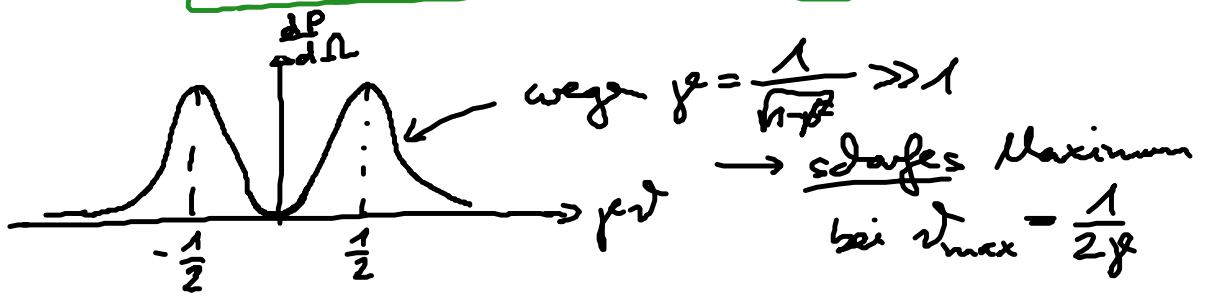 dP/dΩ
wegen γ = 1/√(1-β²) >> 1
→ scharfes Maximum
bei ϑmax = 1/2γ
γϑ
-1/2 1/2